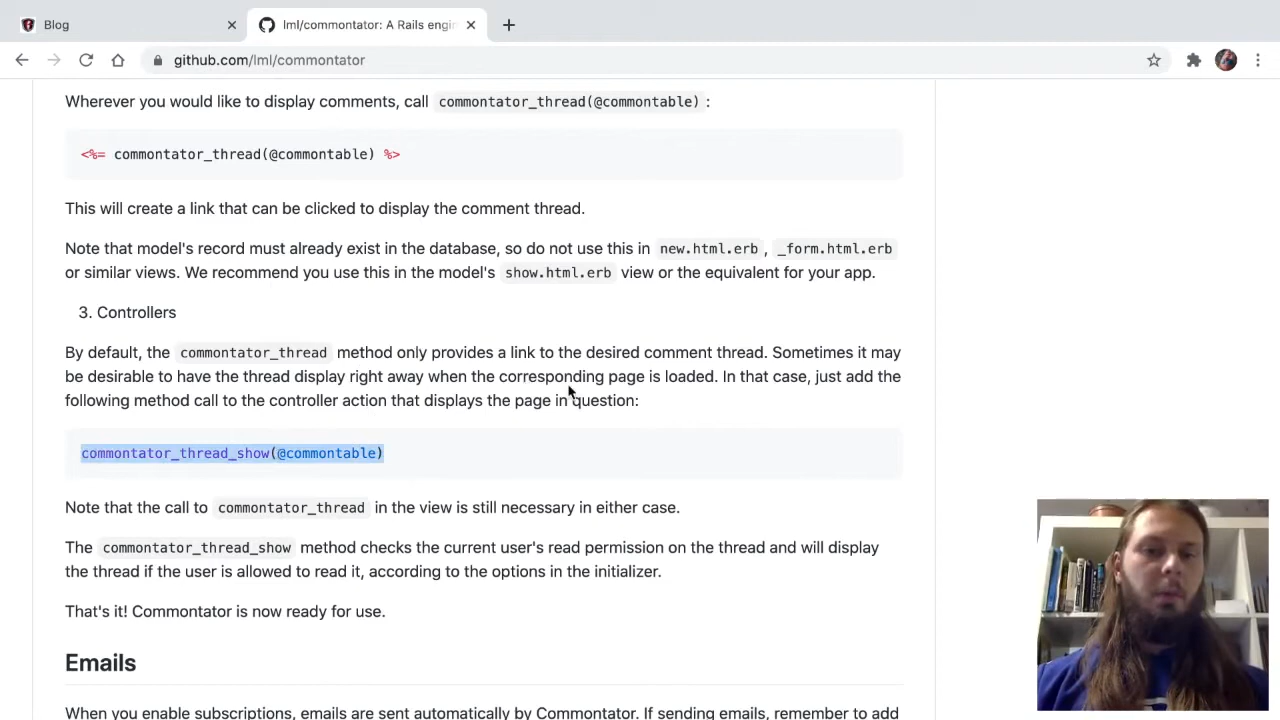 Blog
lml/commontator: A Rails engin
github.com/lml/commontator
Wherever you would like to display comments, call commontator_thread(@commontable) :
<%= commontator_thread(@commontable) %>
This will create a link that can be clicked to display the comment thread.
Note that model's record must already exist in the database, so do not use this in new.html.erb , _form.html.erb
or similar views. We recommend you use this in the model's show.html.erb view or the equivalent for your app.
3. Controllers
By default, the commontator_thread method only provides a link to the desired comment thread. Sometimes it may
be desirable to have the thread display right away when the corresponding page is loaded. In that case, just add the
following method call to the controller action that displays the page in question:
commontator_thread_show(@commontable)
Note that the call to commontator_thread in the view is still necessary in either case.
The commontator_thread_show method checks the current user's read permission on the thread and will display
the thread if the user is allowed to read it, according to the options in the initializer.
That's it! Commontator is now ready for use.
Emails
When you enable subscriptions, emails are sent automatically by Commontator. If sending emails, remember to add